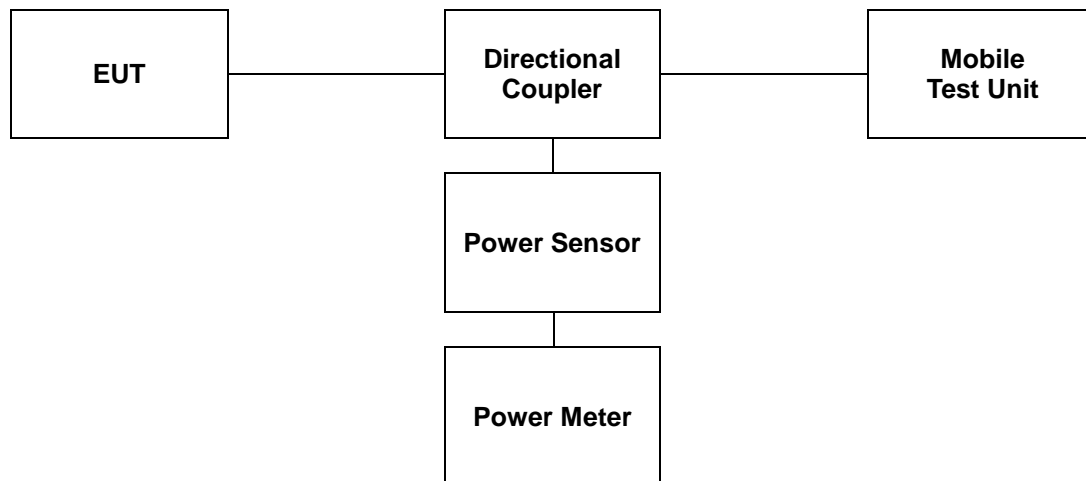 EUT
Directional
Coupler
Mobile
Test Unit
Power Sensor
Power Meter